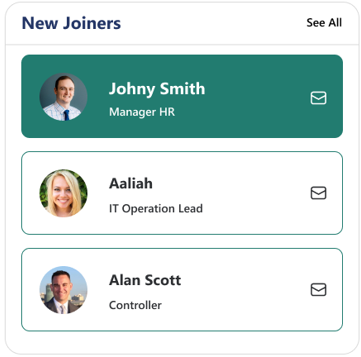 New Joiners
See All
Johny Smith
Manager HR
Aaliah
IT Operation Lead
Alan Scott
Controller